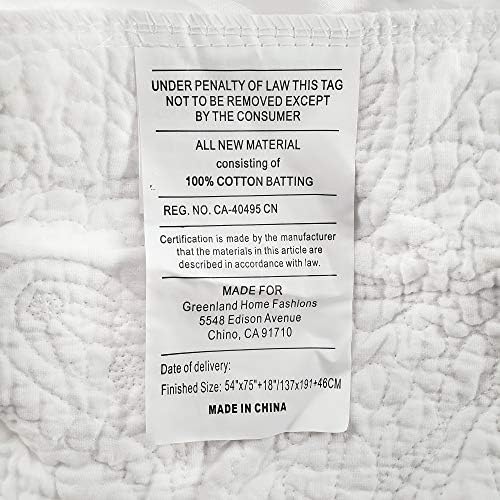 UNDER PENALTY OF LAW THIS TAG
NOT TO BE REMOVED EXCEPT
BY THE CONSUMER
ALL NEW MATERIAL
consisting of
100% COTTON BATTING
REG. NO. CA-40495 CN
Certification is made by the manufacturer
that the materials in this article are
described in accordance with law.
MADE FOR
Greenland Home Fashions
5548 Edison Avenue
Chino, CA 91710
Date of delivery:
Finished Size: 54"x75"+18"/137x191+46CM
MADE IN CHINA